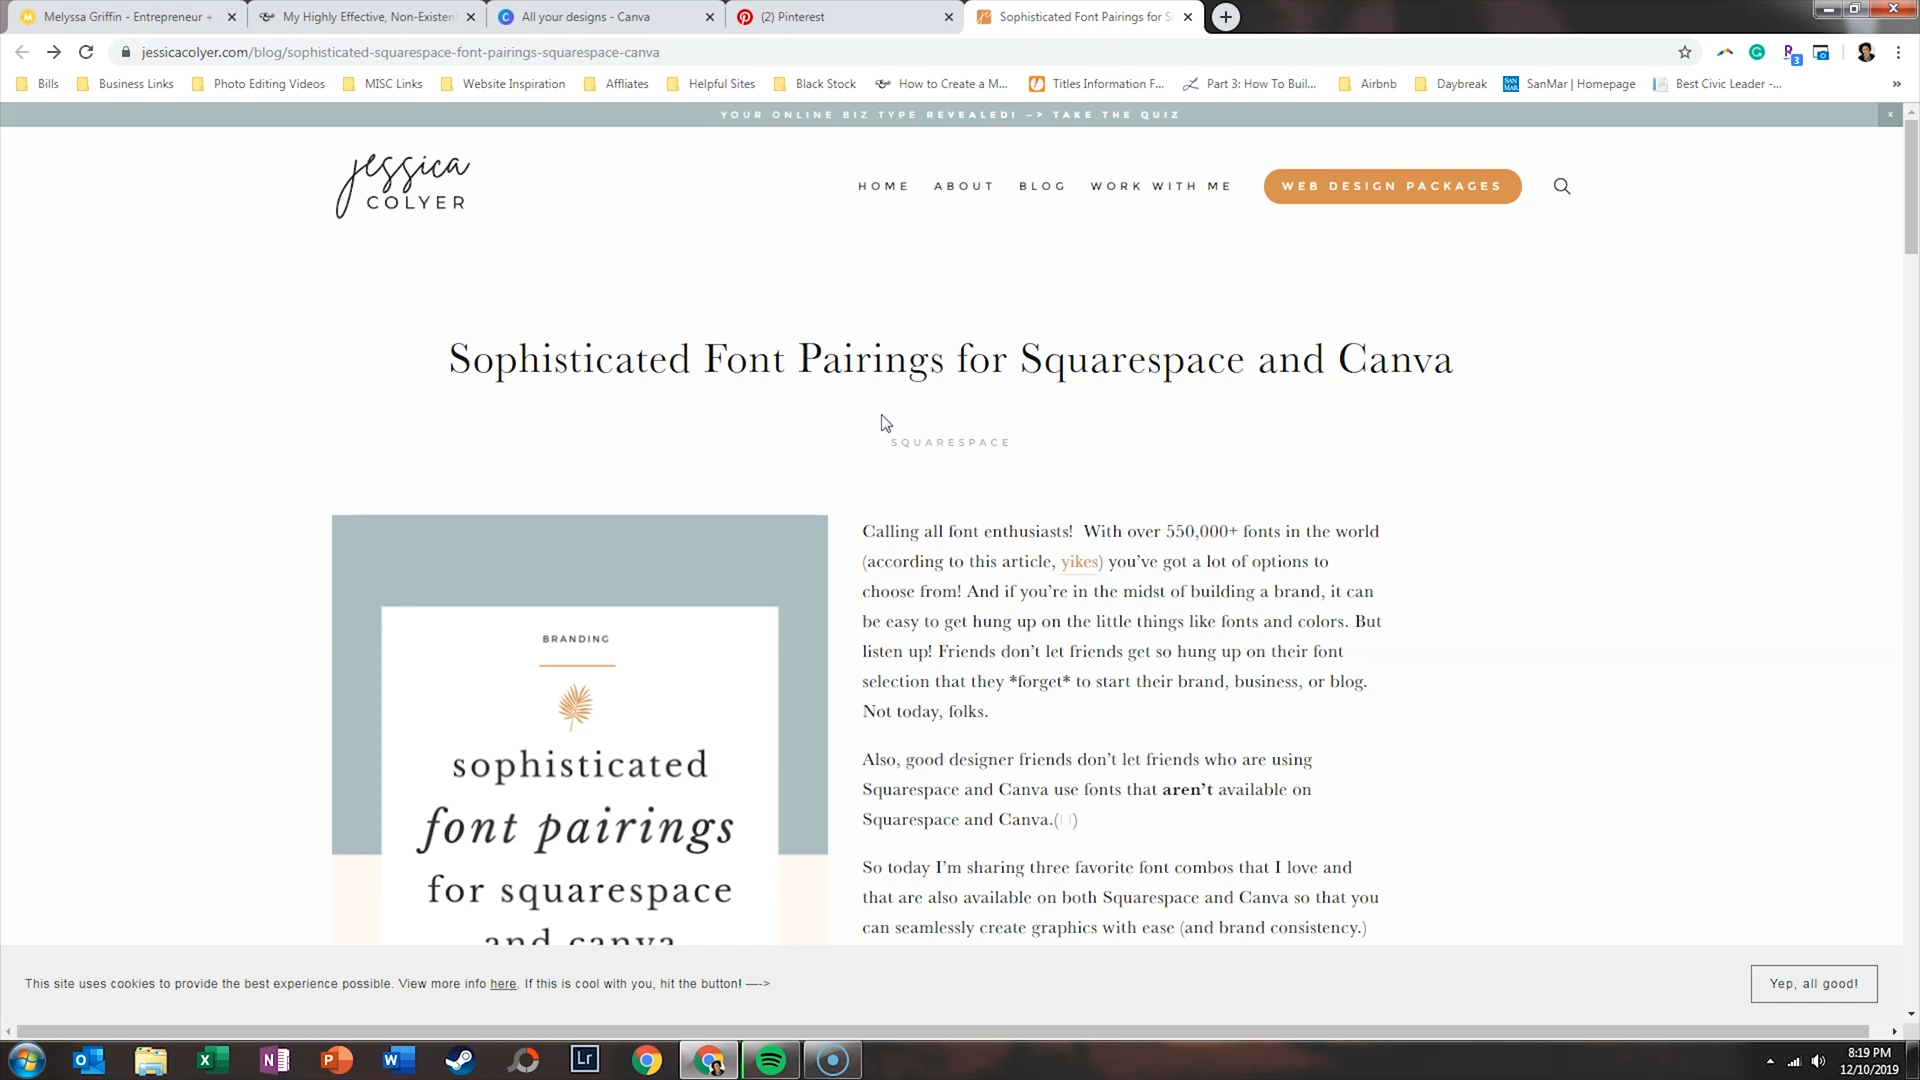 Melyssa Griffin - Entrepreneur +
My Highly Effective, Non-Existen
All your designs - Canva
(2) Pinterest
Sophisticated Font Pairings for S
jessicacolyer.com/blog/sophisticated-squarespace-font-pairings-squarespace-canva
3
Bills
Business Links
Photo Editing Videos
MISC Links
Website Inspiration
Affliates
Helpful Sites
Black Stock
How to Create a M...
Titles Information F...
Part 3: How To Buil...
Airbnb
Daybreak
SanMar | Homepage
Best Civic Leader -...
YOUR ONLINE BIZ TYPE REVEALED! -> TAKE THE QUIZ
x
jessica
COLYER
HOME
ABOUT
BLOG
WORK WITH ME
WEB DESIGN PACKAGES
Sophisticated Font Pairings for Squarespace and Canva
SQUARESPACE
BRANDING
sophisticated
font pairings
for squarespace
and canva
Calling all font enthusiasts!  With over 550,000+ fonts in the world
(according to this article, yikes) you've got a lot of options to
choose from! And if you're in the midst of building a brand, it can
be easy to get hung up on the little things like fonts and colors. But
listen up! Friends don't let friends get so hung up on their font
selection that they *forget* to start their brand, business, or blog.
Not today, folks.
Also, good designer friends don't let friends who are using
Squarespace and Canva use fonts that aren't available on
Squarespace and Canva.( )
So today I'm sharing three favorite font combos that I love and
that are also available on both Squarespace and Canva so that you
can seamlessly create graphics with ease (and brand consistency.)
This site uses cookies to provide the best experience possible. View more info here. If this is cool with you, hit the button! —->
Yep, all good!
Lr
8:19 PM
12/10/2019